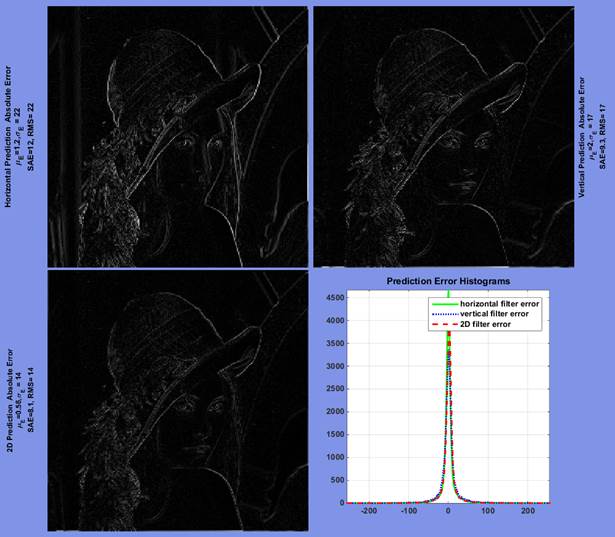 Horizontal Prediction Absolute Error
μE=1.2,σE = 22
SAE=12, RMS= 22
Vertical Prediction Absolute Error
μE=2,σE = 17
SAE=9.3, RMS= 17
2D Prediction Absolute Error
μE=0.58,σE = 14
SAE=8.1, RMS= 14
Prediction Error Histograms
horizontal filter error
vertical filter error
2D filter error
4500
4000
3500
3000
2500
2000
1500
1000
500
0
-200 -100 0 100 200